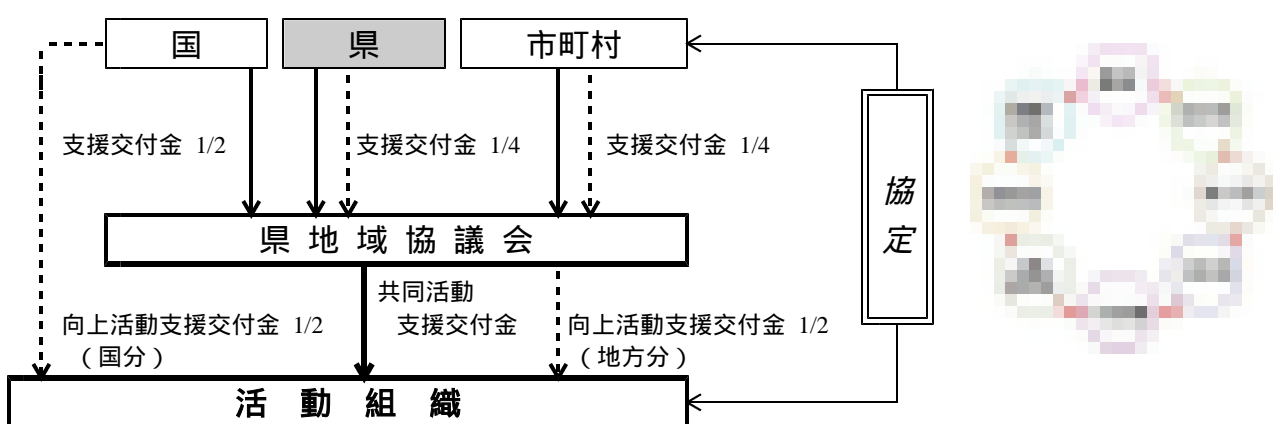 国
県
市町村
支援交付金 1/2
支援交付金 1/4
支援交付金 1/4
協定
県地域協議会
共同活動
支援交付金
向上活動支援交付金 1/2
（国分）
向上活動支援交付金 1/2
（地方分）
活動組織